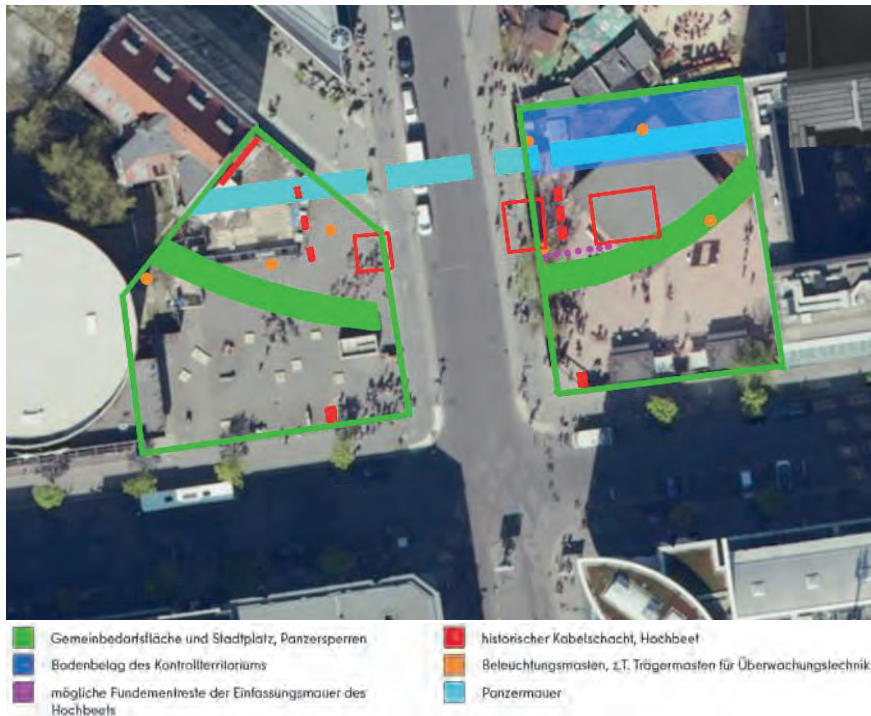 Gemeinbedarfsfläche und Stadtplatz, Panzersperren
Bodenbelag des Kontrollterritoriums
mögliche Fundementreste der Einfassungsmauer des
Hochbeets
historischer Kabelschacht, Hochbeet
Beleuchtungsmasten, z.T. Trägermasten für Überwachungstechnik
Panzermauer